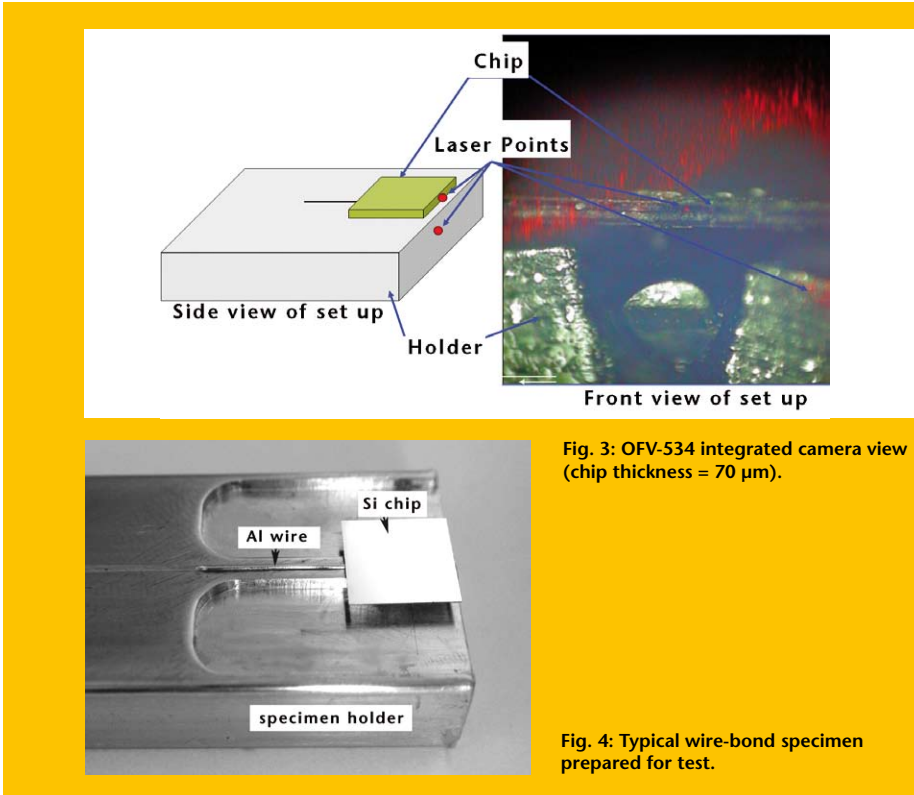 Chip
Laser Points
Side view of set up
Holder
Front view of set up
Fig. 3: OFV-534 integrated camera view
(chip thickness = 70 µm).
Si chip
Al wire
specimen holder
Fig. 4: Typical wire-bond specimen
prepared for test.